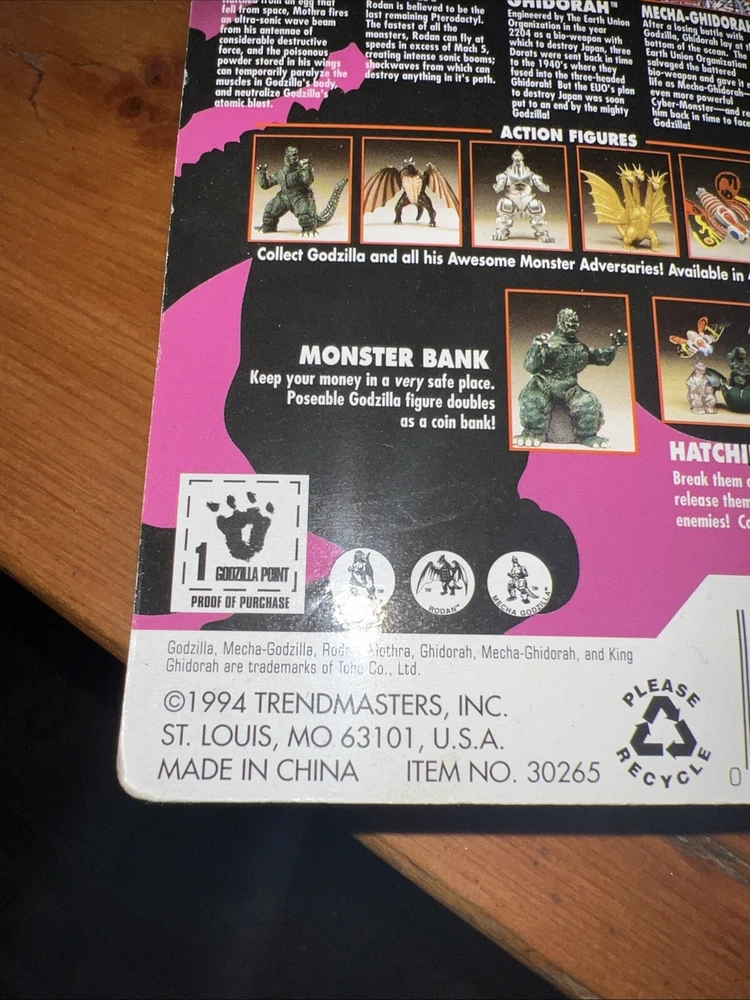 fell from space, Mothra fires
an ultra-sonic wave beam
from his antennae of
considerable destructive
force, and the poisonous
powder stored in his wings
can temporarily paralyze the
muscles in Godzilla's body,
and neutralize Godzilla's
atomic blast.
Rodan is believed to be the
last remaining Pterodactyl.
The fastest of all the
monsters, Rodan can fly at
speeds in excess of Mach 5,
creating intense sonic booms;
shockwaves from which can
destroy anything in it's path.
GHIDORAH™
Engineered by The Earth Union
Organization in the year
2204 as a bio-weapon with
which to destroy Japan, three
Dorats were sent back in time
to the 1940's where they
fused into the three-headed
Ghidorah! But the EUO's plan
to destroy Japan was soon
put to an end by the mighty
Godzilla!
MECHA-GHIDORAH
After a losing battle with
Godzilla, Ghidorah lay at
bottom of the ocean.
Earth Union Organization
salvaged the battered
bio-weapon and gave it
life as Mecha-Ghidorah—
even more powerful
Cyber-Monster—and
him back in time to face
Godzilla!
ACTION FIGURES
Collect Godzilla and all his Awesome Monster Adversaries! Available in 4
MONSTER BANK
Keep your money in a very safe place.
Poseable Godzilla figure doubles
as a coin bank!
HATCHI
Break them
release them
enemies!
1 GODZILLA POINT
PROOF OF PURCHASE
RODAN™
MECHA GODZILLA™
Godzilla, Mecha-Godzilla, Rodan, Mothra, Ghidorah, Mecha-Ghidorah, and King
Ghidorah are trademarks of Toho Co., Ltd.
©1994 TRENDMASTERS, INC.
ST. LOUIS, MO 63101, U.S.A.
MADE IN CHINA ITEM NO. 30265
PLEASE
RECYCLE
0